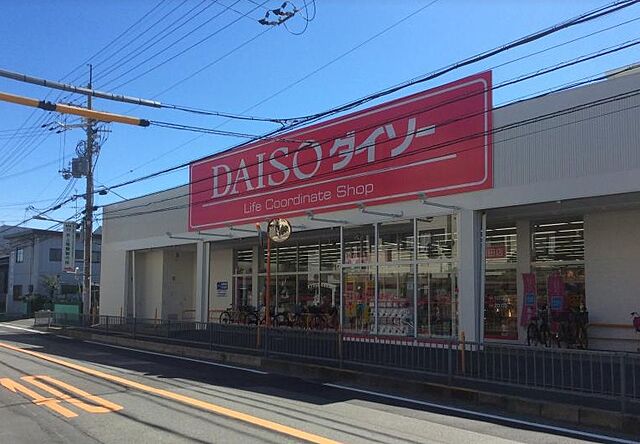 DAISO ダイソー
Life Coordinate Shop